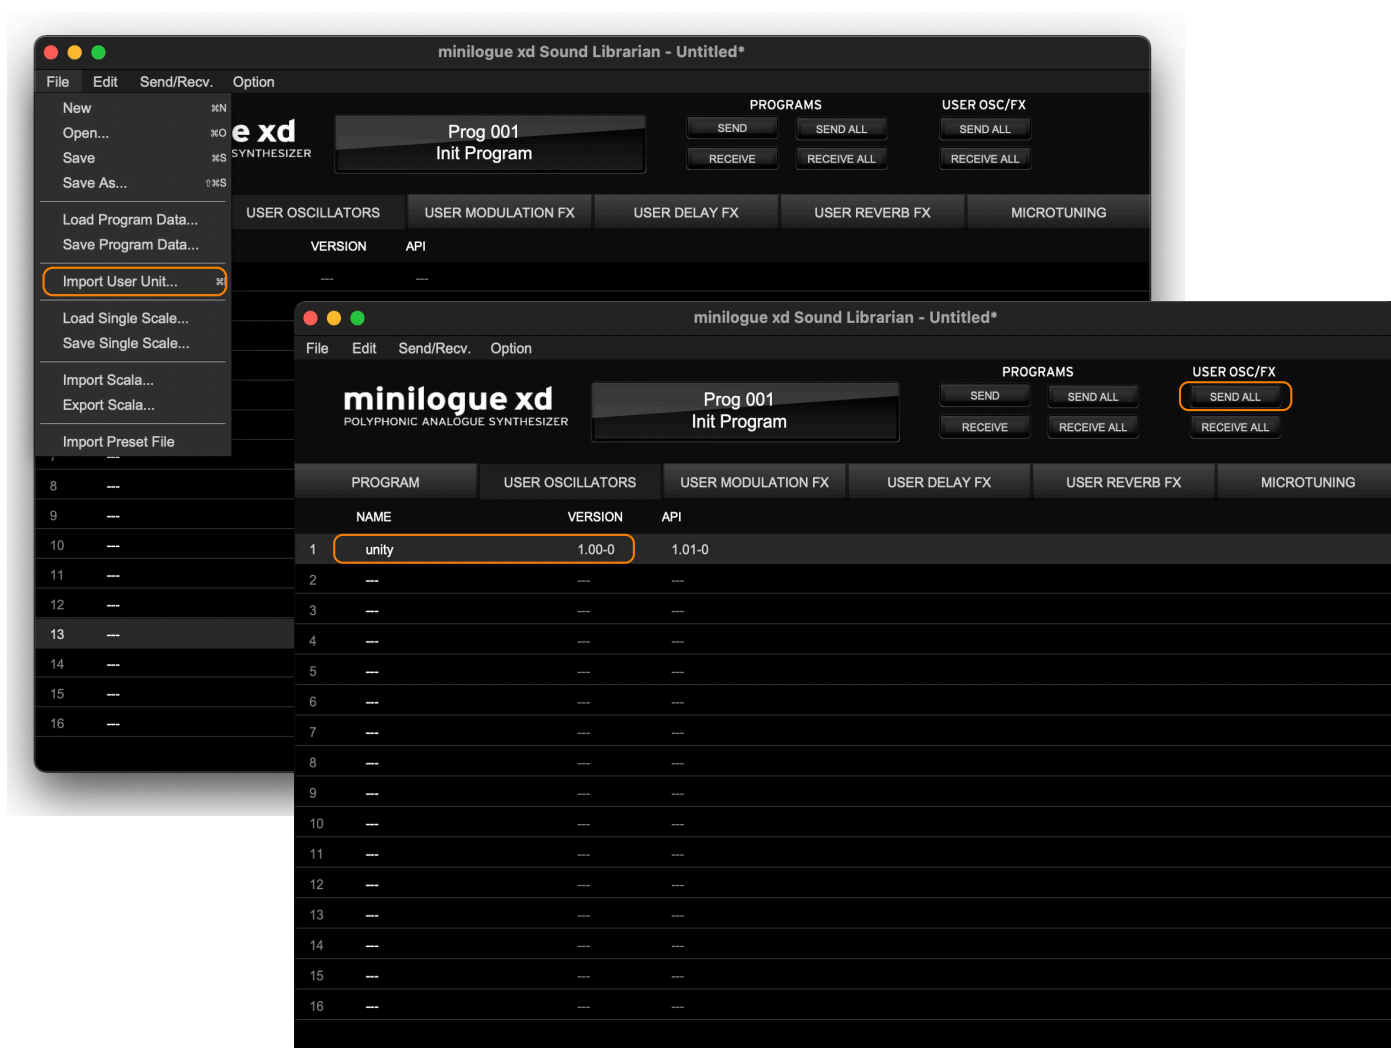 minilogue xd Sound Librarian - Untitled*
File Edit Send/Recv. Option
New ⌘N
Open... ⌘O
Save ⌘S
Save As... ⇧⌘S
Load Program Data...
Save Program Data...
Import User Unit... ⌘I
Load Single Scale...
Save Single Scale...
Import Scala...
Export Scala...
Import Preset File
e xd
SYNTHESIZER
Prog 001
Init Program
PROGRAMS USER OSC/FX
SEND SEND ALL SEND ALL
RECEIVE RECEIVE ALL RECEIVE ALL
USER OSCILLATORS USER MODULATION FX USER DELAY FX USER REVERB FX MICROTUNING
VERSION API
--- ---
7 ---
8 ---
9 ---
10 ---
11 ---
12 ---
13 ---
14 ---
15 ---
16 ---
minilogue xd Sound Librarian - Untitled*
File Edit Send/Recv. Option
minilogue xd
POLYPHONIC ANALOGUE SYNTHESIZER
Prog 001
Init Program
PROGRAMS USER OSC/FX
SEND SEND ALL SEND ALL
RECEIVE RECEIVE ALL RECEIVE ALL
PROGRAM USER OSCILLATORS USER MODULATION FX USER DELAY FX USER REVERB FX MICROTUNING
NAME VERSION API
1 unity 1.00-0 1.01-0
2 --- --- ---
3 --- --- ---
4 --- --- ---
5 --- --- ---
6 --- --- ---
7 --- --- ---
8 --- --- ---
9 --- --- ---
10 --- --- ---
11 --- --- ---
12 --- --- ---
13 --- --- ---
14 --- --- ---
15 --- --- ---
16 --- --- ---